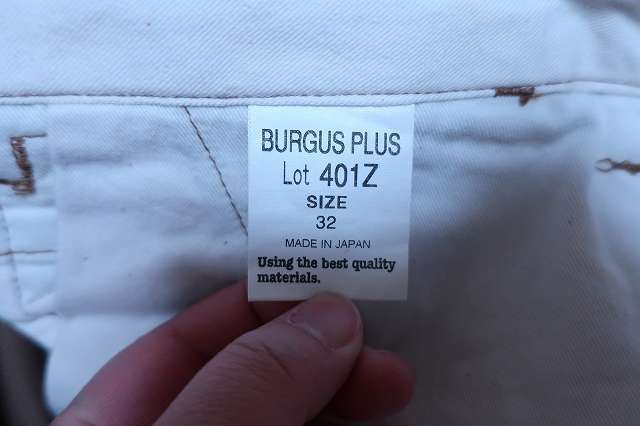 BURGUS PLUS
Lot 401Z
SIZE
32
MADE IN JAPAN
Using the best quality
materials.